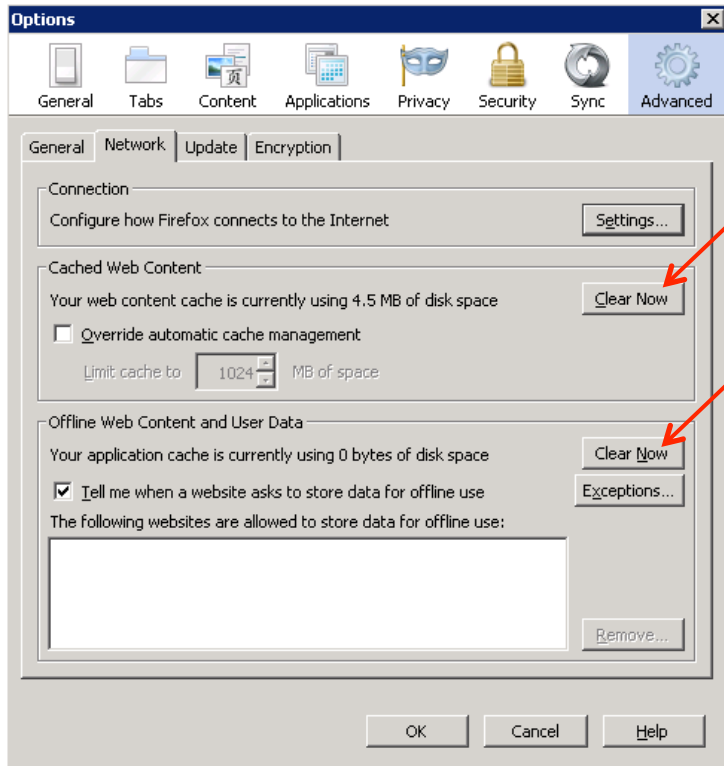 Options
頁
General Tabs Content Applications Privacy Security Sync Advanced
General Network Update Encryption
Connection
Configure how Firefox connects to the Internet Settings...
Cached Web Content
Your web content cache is currently using 4.5 MB of disk space Clear Now
Override automatic cache management
Limit cache to 1024 MB of space
Offline Web Content and User Data
Your application cache is currently using 0 bytes of disk space Clear Now
Tell me when a website asks to store data for offline use Exceptions...
The following websites are allowed to store data for offline use:
Remove...
OK Cancel Help